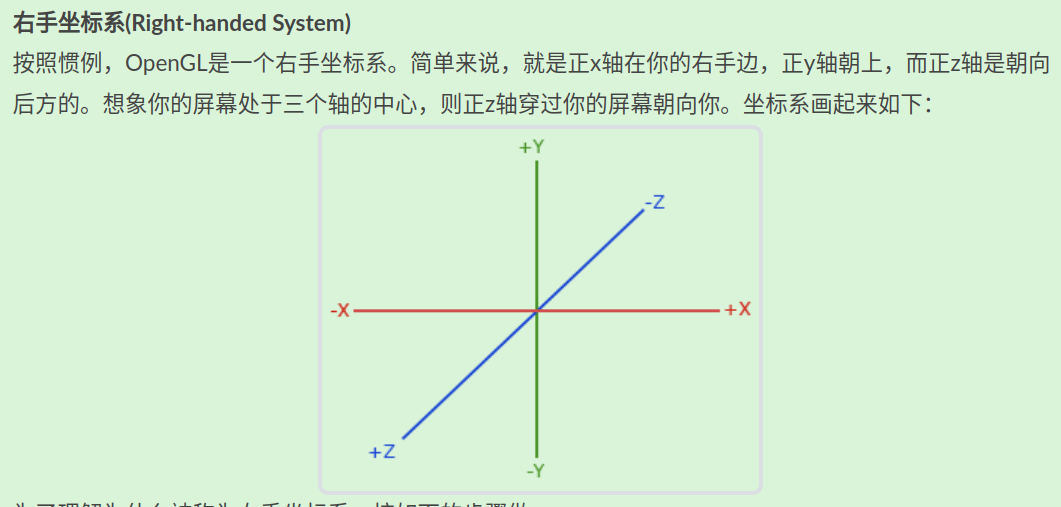 右手坐标系(Right-handed System)
按照惯例，OpenGL是一个右手坐标系。简单来说，就是正x轴在你的右手边，正y轴朝上，而正z轴是朝向
后方的。想象你的屏幕处于三个轴的中心，则正z轴穿过你的屏幕朝向你。坐标系画起来如下：
+Y
-Z
-X
+X
+Z
-Y